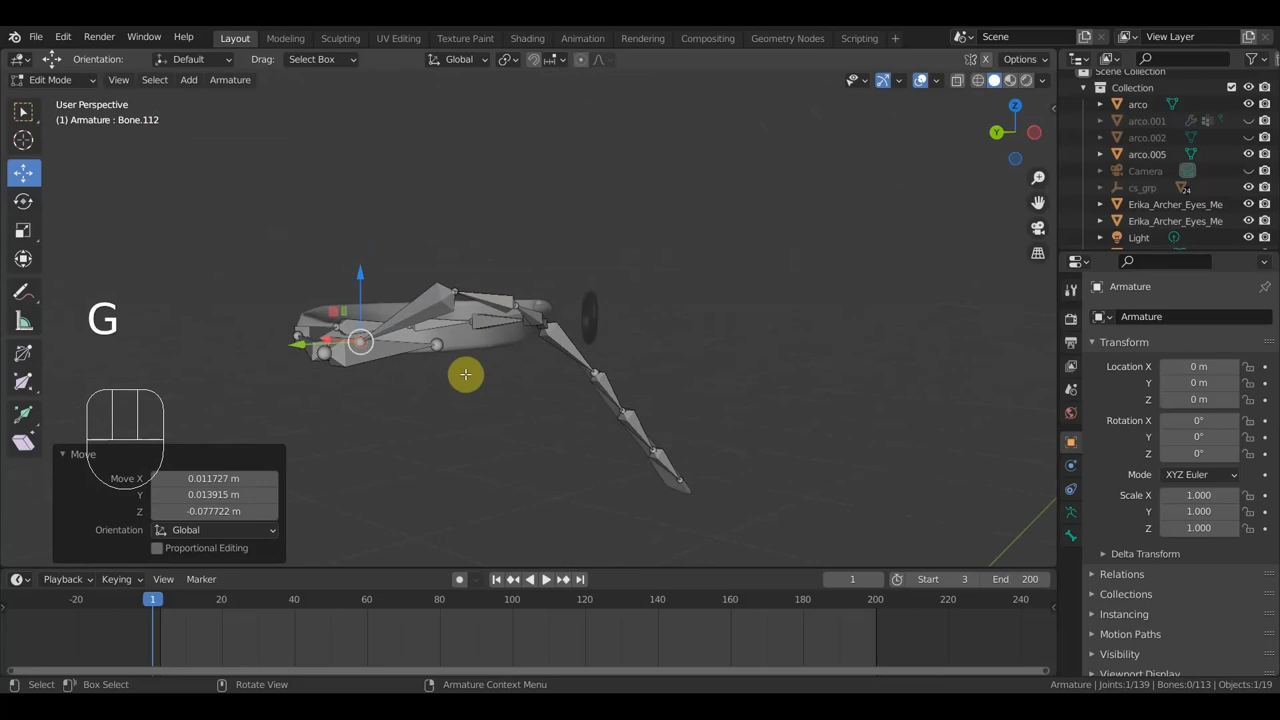 File Edit Render Window Help Layout Modeling Sculpting UV Editing Texture Paint Shading Animation Rendering Compositing Geometry Nodes Scripting + Scene View Layer
Orientation: Default Drag: Select Box Global Options
Edit Mode View Select Add Armature
User Perspective
(1) Armature : Bone.112
Z
Y
G
Move
Move X 0.011727 m
Y 0.013915 m
Z -0.077722 m
Orientation Global
Proportional Editing
Scene Collection
Collection
arco
arco.001
arco.002
arco.005
Camera
cs_grp 24
Erika_Archer_Eyes_Me
Erika_Archer_Eyes_Me
Light
Armature
Armature
Transform
Location X 0 m
Y 0 m
Z 0 m
Rotation X 0°
Y 0°
Z 0°
Mode XYZ Euler
Scale X 1.000
Y 1.000
Z 1.000
Delta Transform
Relations
Collections
Instancing
Motion Paths
Visibility
Viewport Display
Playback Keying View Marker 1 Start 3 End 200
-20 1 20 40 60 80 100 120 140 160 180 200 220 240
Select Box Select Rotate View Armature Context Menu Armature | Joints:1/139 | Bones:0/113 | Objects:1/19